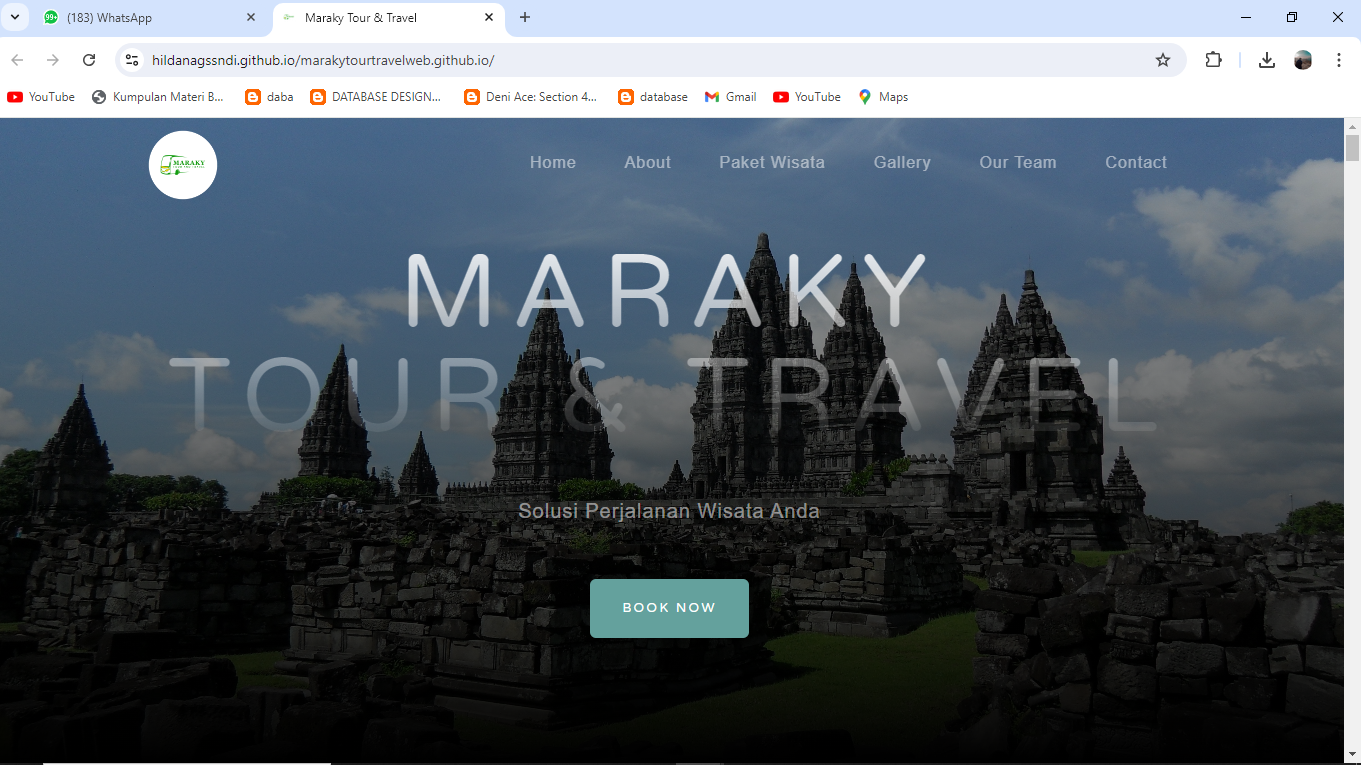 99+ (183) WhatsApp
Maraky Tour & Travel
hildanagssndi.github.io/marakytourtravelweb.github.io/
YouTube
Kumpulan Materi B...
daba
DATABASE DESIGN...
Deni Ace: Section 4...
database
Gmail
YouTube
Maps
MARAKY
Home
About
Paket Wisata
Gallery
Our Team
Contact
MARAKY
TOUR & TRAVEL
Solusi Perjalanan Wisata Anda
BOOK NOW